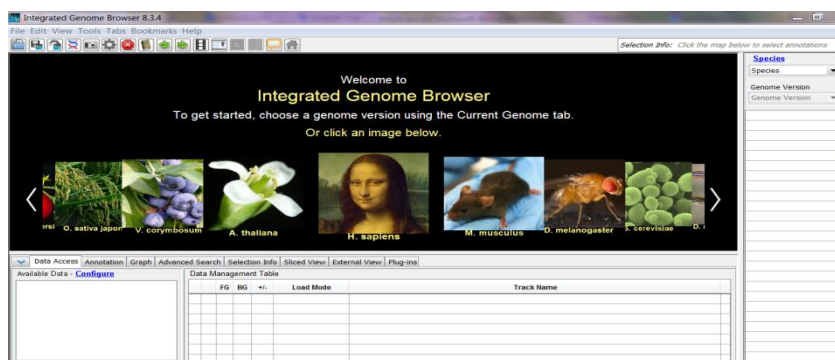 Integrated Genome Browser 8.3.4
File Edit View Tools Tabs Bookmarks Help
Selection Info: Click the map below to select annotations
Species
Species
Genome Version
Genome Version
Welcome to
Integrated Genome Browser
To get started, choose a genome version using the Current Genome tab.
Or click an image below.
O. sativa japon
V. corymbosum
A. thaliana
H. sapiens
M. musculus
D. melanogaster
S. cerevisiae
Data Access Annotation Graph Advanced Search Selection Info Sliced View External View Plug-ins
Available Data - Configure
Data Management Table
FG BG +/- Load Mode Track Name